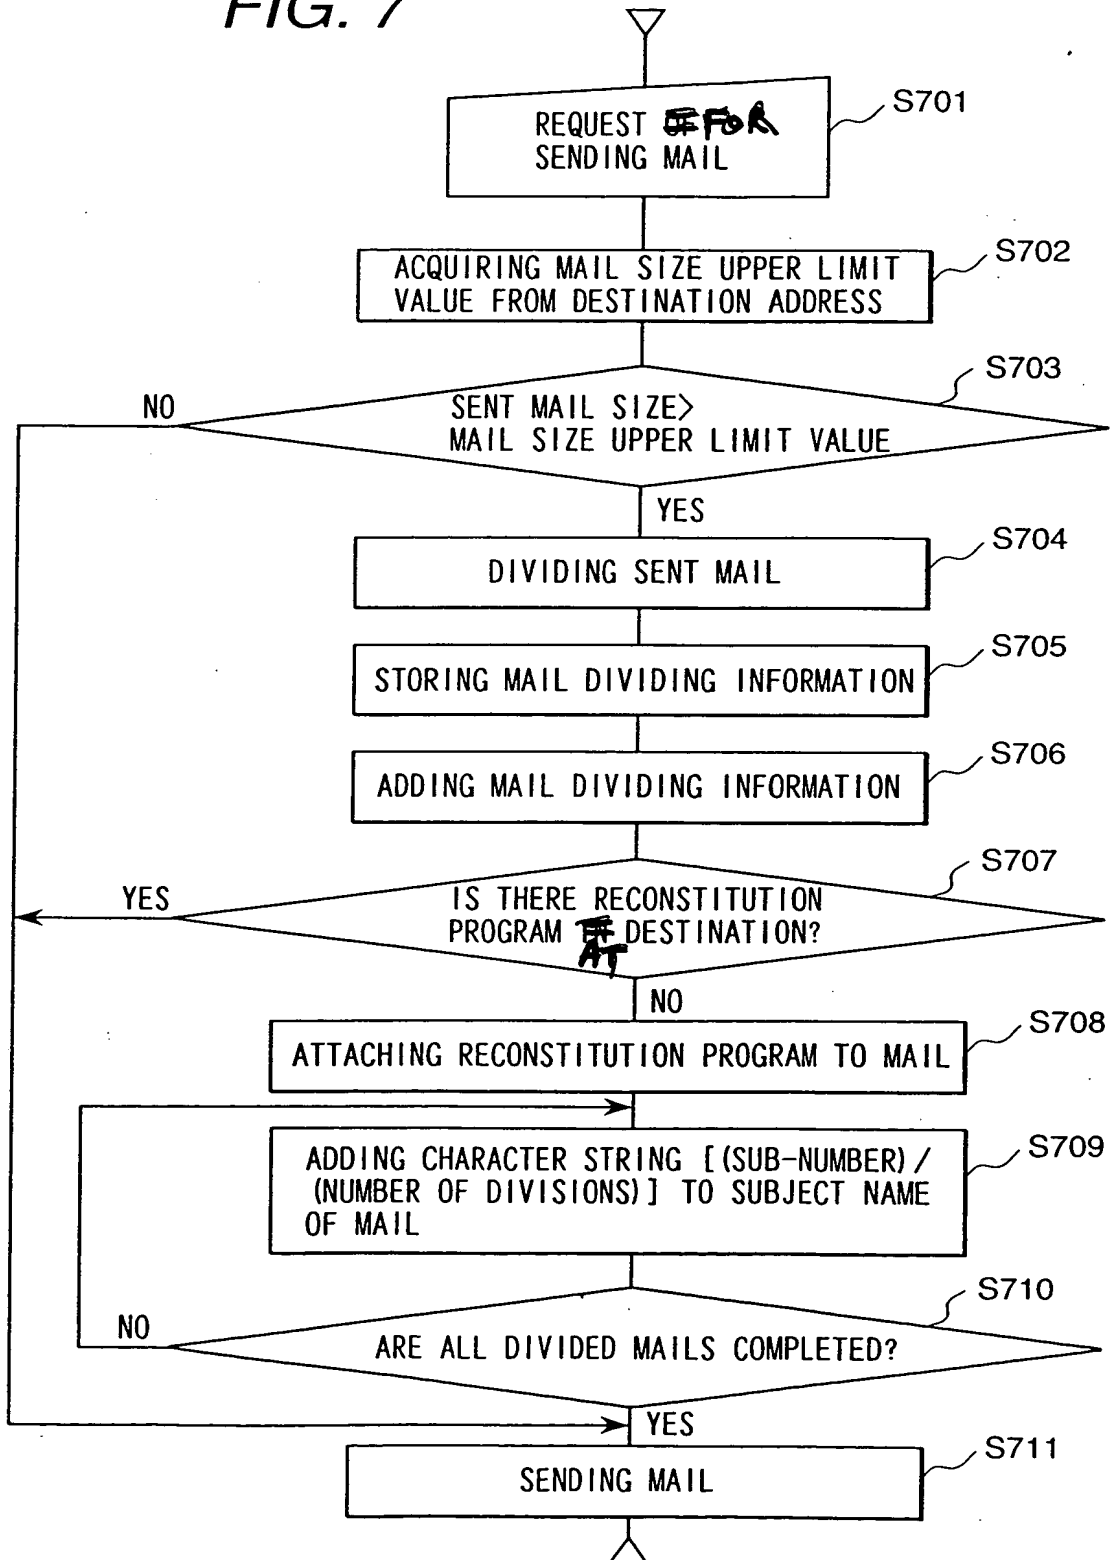 FIG. 7
S701
REQUEST FOR
SENDING MAIL
S702
ACQUIRING MAIL SIZE UPPER LIMIT
VALUE FROM DESTINATION ADDRESS
S703
NO
SENT MAIL SIZE>
MAIL SIZE UPPER LIMIT VALUE
YES
S704
DIVIDING SENT MAIL
S705
STORING MAIL DIVIDING INFORMATION
S706
ADDING MAIL DIVIDING INFORMATION
S707
YES
IS THERE RECONSTITUTION
PROGRAM AT DESTINATION?
NO
S708
ATTACHING RECONSTITUTION PROGRAM TO MAIL
S709
ADDING CHARACTER STRING [(SUB-NUMBER)/
(NUMBER OF DIVISIONS)] TO SUBJECT NAME
OF MAIL
S710
NO
ARE ALL DIVIDED MAILS COMPLETED?
YES
S711
SENDING MAIL